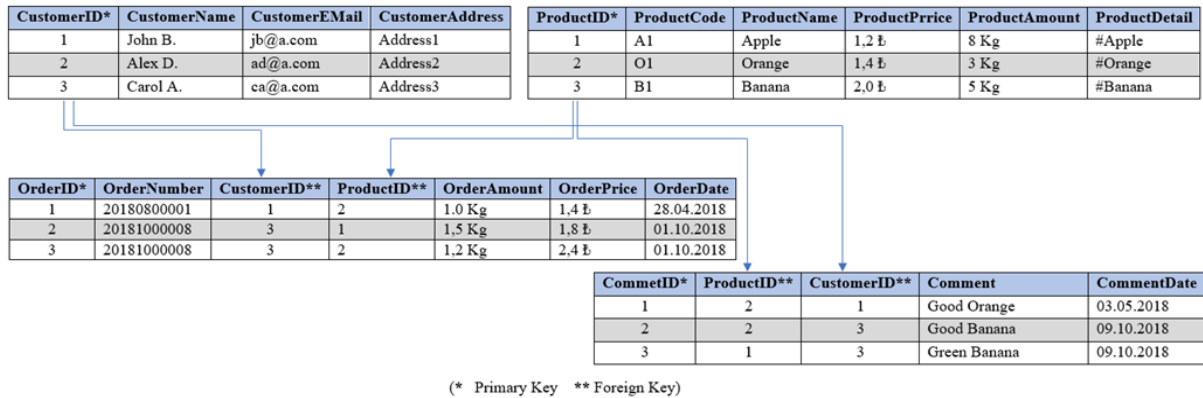 CustomerID* CustomerName CustomerEMail CustomerAddress
1 John B. jb@a.com Address1
2 Alex D. ad@a.com Address2
3 Carol A. ca@a.com Address3
ProductID* ProductCode ProductName ProductPrrice ProductAmount ProductDetail
1 A1 Apple 1,2 ₺ 8 Kg #Apple
2 O1 Orange 1,4 ₺ 3 Kg #Orange
3 B1 Banana 2,0 ₺ 5 Kg #Banana
OrderID* OrderNumber CustomerID** ProductID** OrderAmount OrderPrice OrderDate
1 20180800001 1 2 1.0 Kg 1,4 ₺ 28.04.2018
2 20181000008 3 1 1,5 Kg 1,8 ₺ 01.10.2018
3 20181000008 3 2 1,2 Kg 2,4 ₺ 01.10.2018
CommetID* ProductID** CustomerID** Comment CommentDate
1 2 1 Good Orange 03.05.2018
2 2 3 Good Banana 09.10.2018
3 1 3 Green Banana 09.10.2018
(* Primary Key ** Foreign Key)